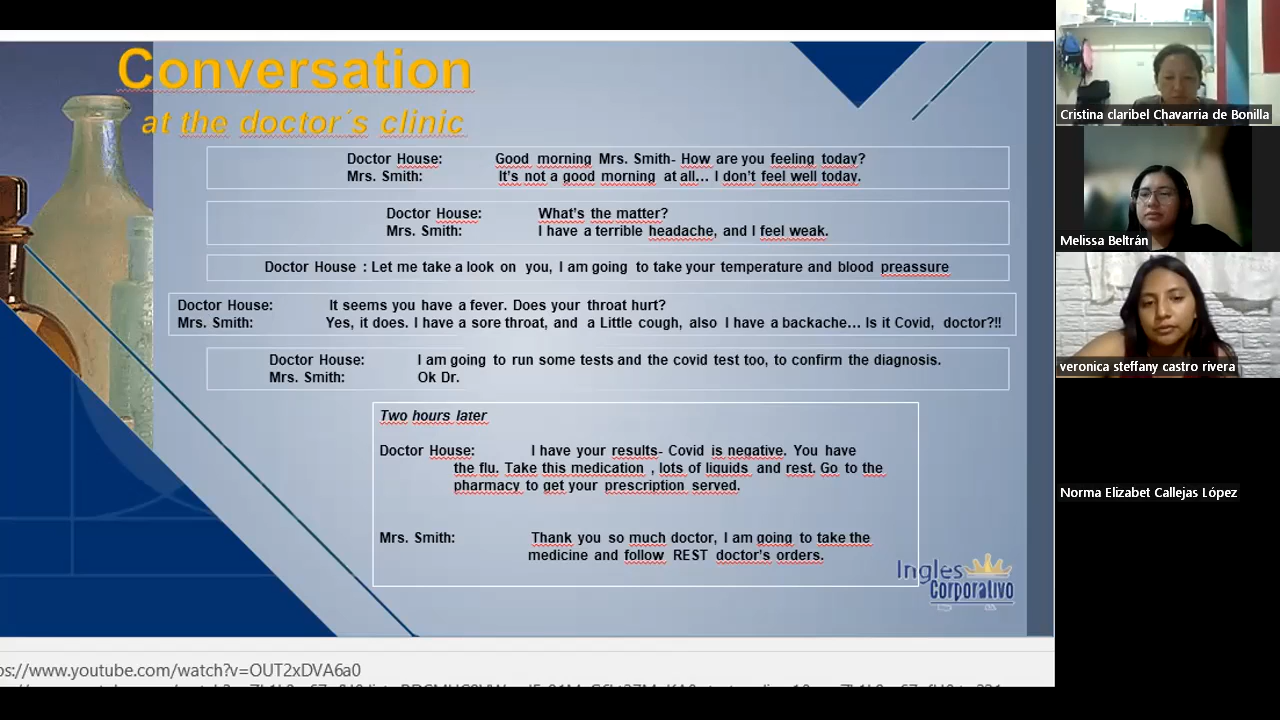 Conversation
at the doctor´s clinic
Doctor House: Good morning Mrs. Smith- How are you feeling today?
Mrs. Smith: It's not a good morning at all... I don't feel well today.
Doctor House: What's the matter?
Mrs. Smith: I have a terrible headache, and I feel weak.
Doctor House : Let me take a look on you, I am going to take your temperature and blood preassure
Doctor House: It seems you have a fever. Does your throat hurt?
Mrs. Smith: Yes, it does. I have a sore throat, and a Little cough, also I have a backache... Is it Covid, doctor?!!
Doctor House: I am going to run some tests and the covid test too, to confirm the diagnosis.
Mrs. Smith: Ok Dr.
Two hours later
Doctor House: I have your results- Covid is negative. You have
the flu. Take this medication , lots of liquids and rest. Go to the
pharmacy to get your prescription served.
Mrs. Smith: Thank you so much doctor, I am going to take the
medicine and follow REST doctor's orders.
Ingles
Corporativo
ps://www.youtube.com/watch?v=OUT2xDVA6a0
Cristina claribel Chavarria de Bonilla
Melissa Beltrán
veronica steffany castro rivera
Norma Elizabet Callejas López